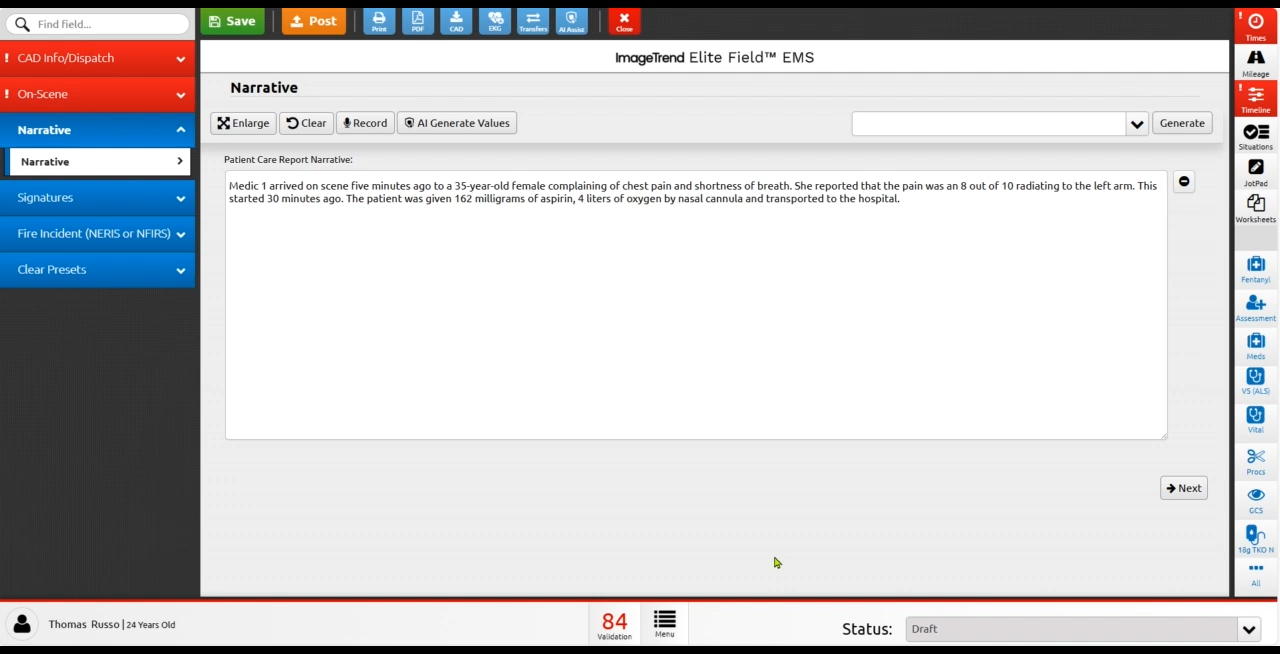 Find field...
Save
Post
Print
PDF
CAD
EKG
Transfers
AI Assist
Close
! Times
! CAD Info/Dispatch
ImageTrend Elite Field™ EMS
Mileage
! On-Scene
Narrative
! Timeline
Narrative
Enlarge
Clear
Record
AI Generate Values
Generate
Situations
Narrative
Patient Care Report Narrative:
Medic 1 arrived on scene five minutes ago to a 35-year-old female complaining of chest pain and shortness of breath. She reported that the pain was an 8 out of 10 radiating to the left arm. This
started 30 minutes ago. The patient was given 162 milligrams of aspirin, 4 liters of oxygen by nasal cannula and transported to the hospital.
JotPad
Signatures
Worksheets
Fire Incident (NERIS or NFIRS)
Clear Presets
Fentanyl
Assessment
Meds
VS (ALS)
Vital
Procs
Next
GCS
18g TKO N
All
Thomas Russo | 24 Years Old
84
Validation
Menu
Status:
Draft